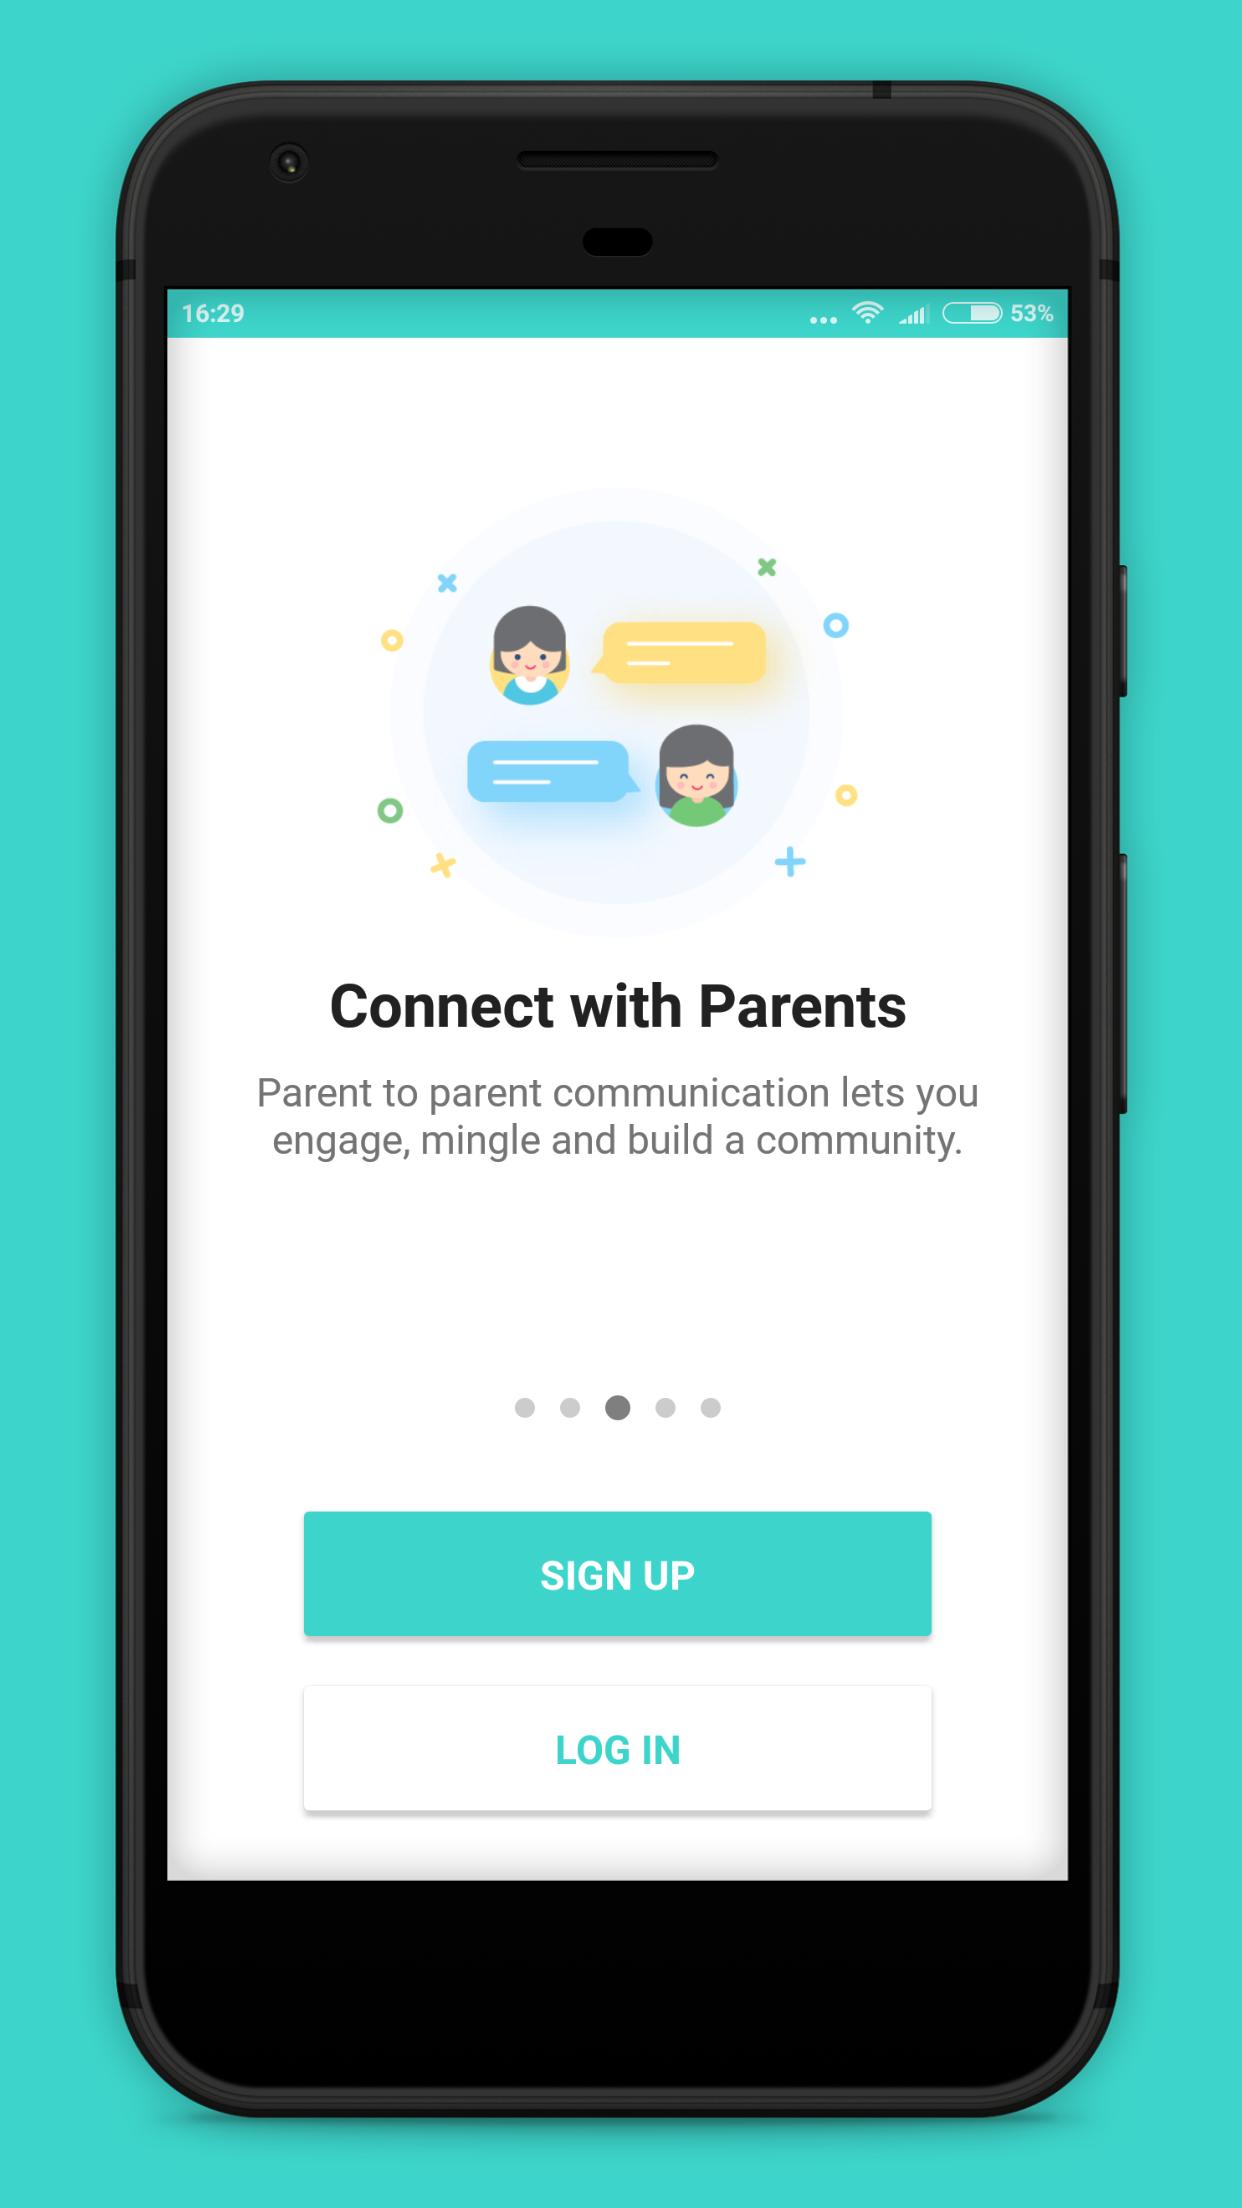 16:29
53%
Connect with Parents
Parent to parent communication lets you
engage, mingle and build a community.
SIGN UP
LOG IN